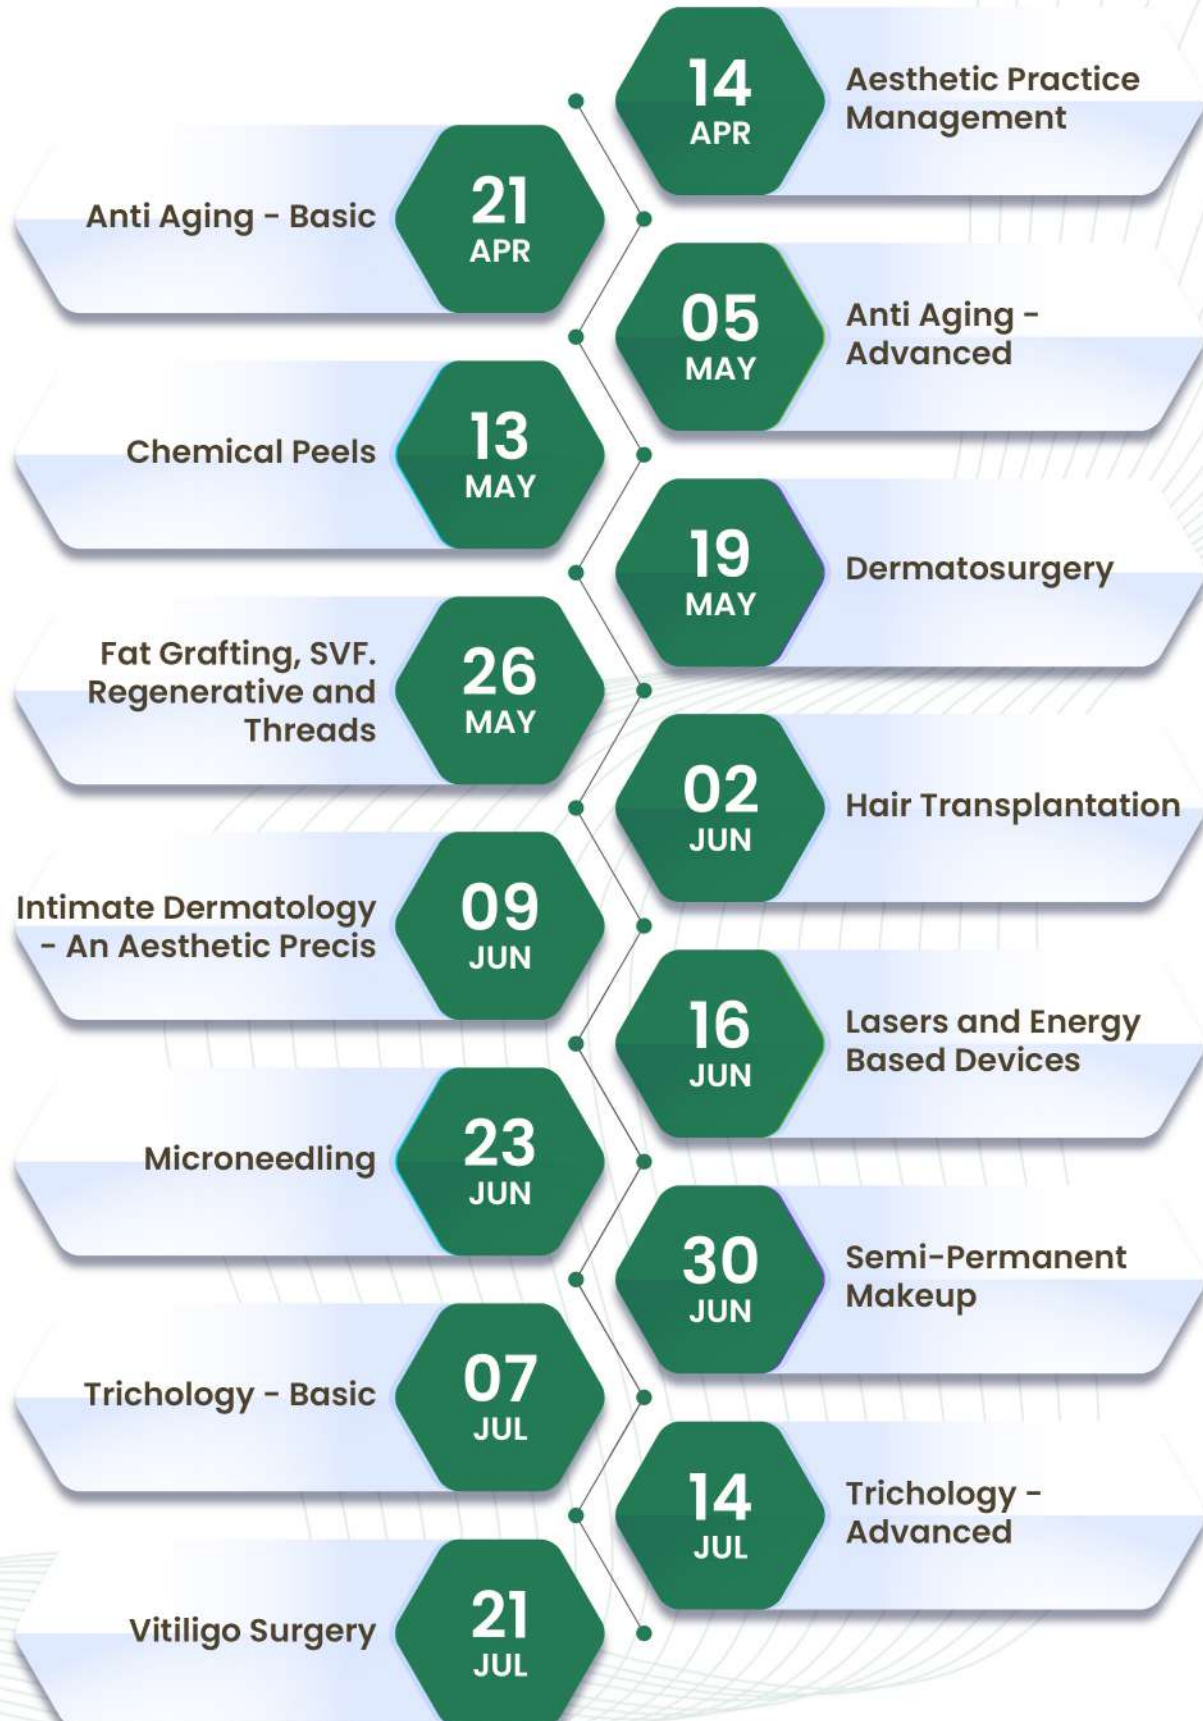 14
APR
Aesthetic Practice
Management
21
APR
Anti Aging - Basic
05
MAY
Anti Aging -
Advanced
13
MAY
Chemical Peels
19
MAY
Dermatosurgery
26
MAY
Fat Grafting, SVF.
Regenerative and
Threads
02
JUN
Hair Transplantation
09
JUN
Intimate Dermatology
- An Aesthetic Precis
16
JUN
Lasers and Energy
Based Devices
23
JUN
Microneedling
30
JUN
Semi-Permanent
Makeup
07
JUL
Trichology - Basic
14
JUL
Trichology -
Advanced
21
JUL
Vitiligo Surgery